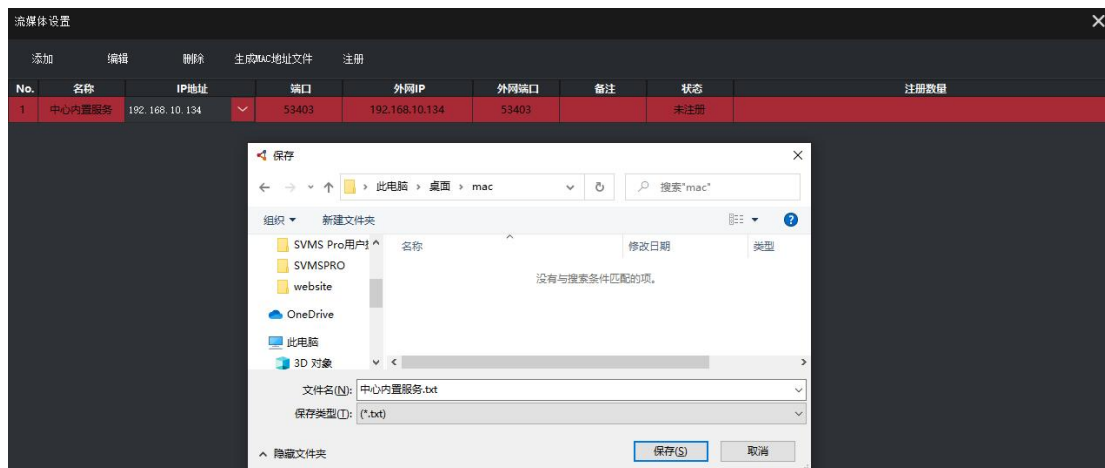 流媒体设置
添加 编辑 删除 生成MAC地址文件 注册
No. 名称 IP地址 端口 外网IP 外网端口 备注 状态 注册数量
1 中心内置服务 192.168.10.134 53403 192.168.10.134 53403 未注册
保存
此电脑 › 桌面 › mac 搜索"mac"
组织 新建文件夹
SVMS Pro用户 名称 修改日期 类型
SVMSPRO 没有与搜索条件匹配的项。
website
OneDrive
此电脑
3D 对象
文件名(N): 中心内置服务.txt
保存类型(T): (*.txt)
隐藏文件夹 保存(S) 取消